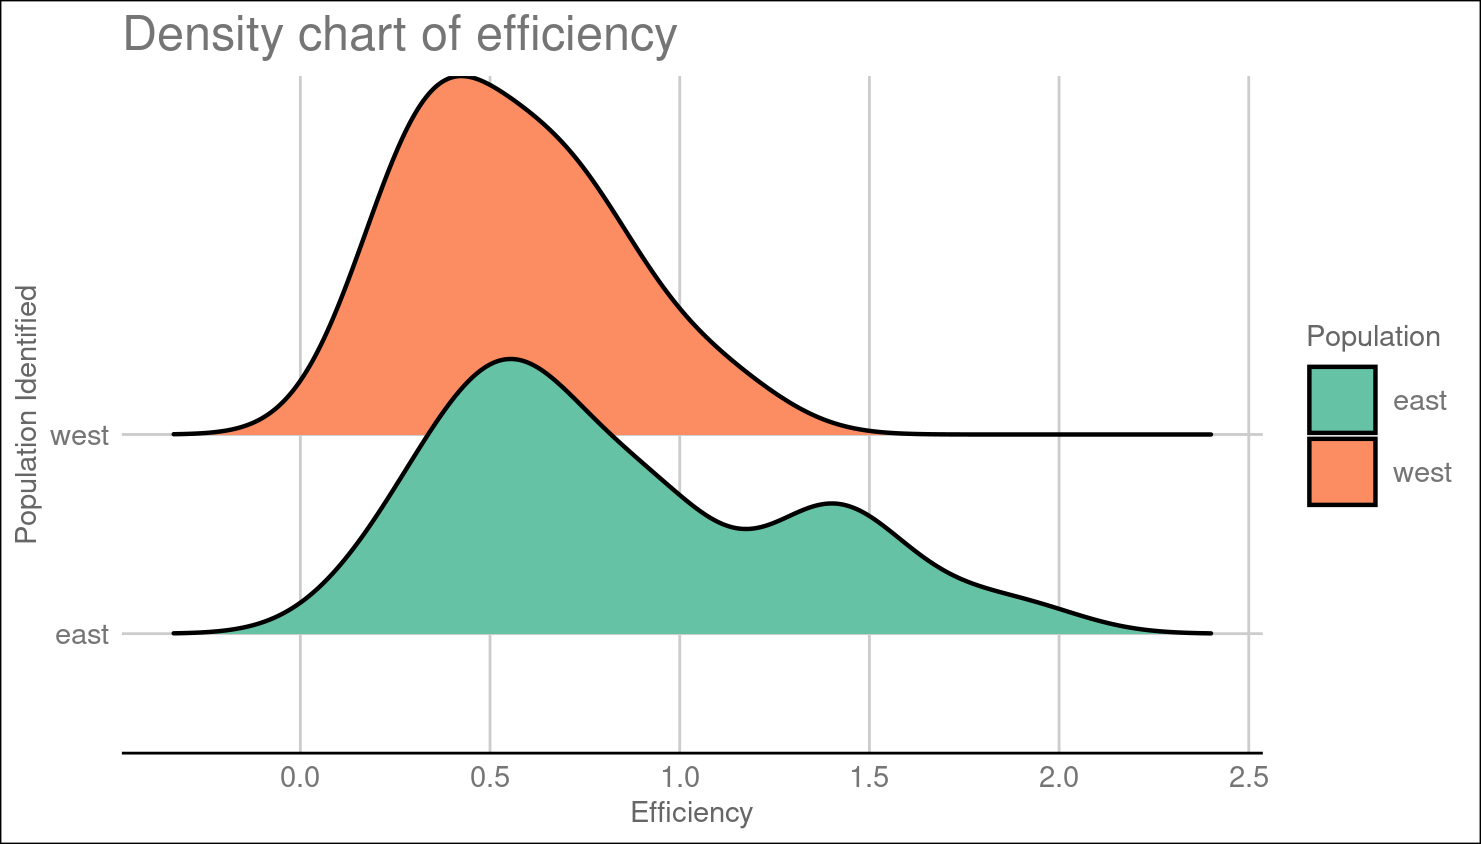 Density chart of efficiency
Population Identified
west
east
0.0 0.5 1.0 1.5 2.0 2.5
Efficiency
Population
east
west